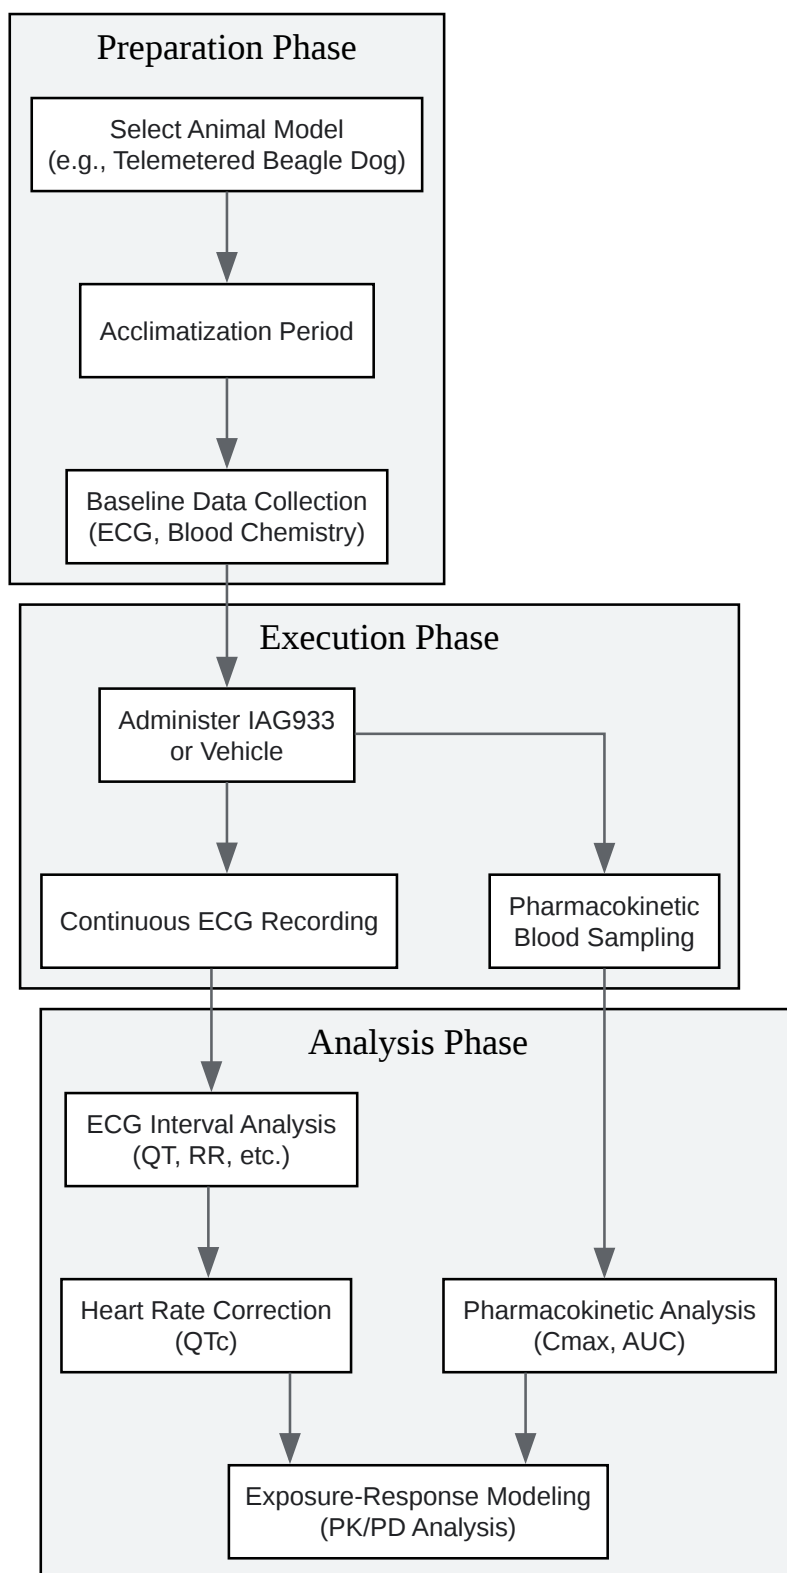 Preparation Phase
Select Animal Model
(e.g., Telemetered Beagle Dog)
Acclimatization Period
Baseline Data Collection
(ECG, Blood Chemistry)
Execution Phase
Administer IAG933
or Vehicle
Continuous ECG Recording
Pharmacokinetic
Blood Sampling
Analysis Phase
ECG Interval Analysis
(QT, RR, etc.)
Heart Rate Correction
(QTc)
Pharmacokinetic Analysis
(Cmax, AUC)
Exposure-Response Modeling
(PK/PD Analysis)